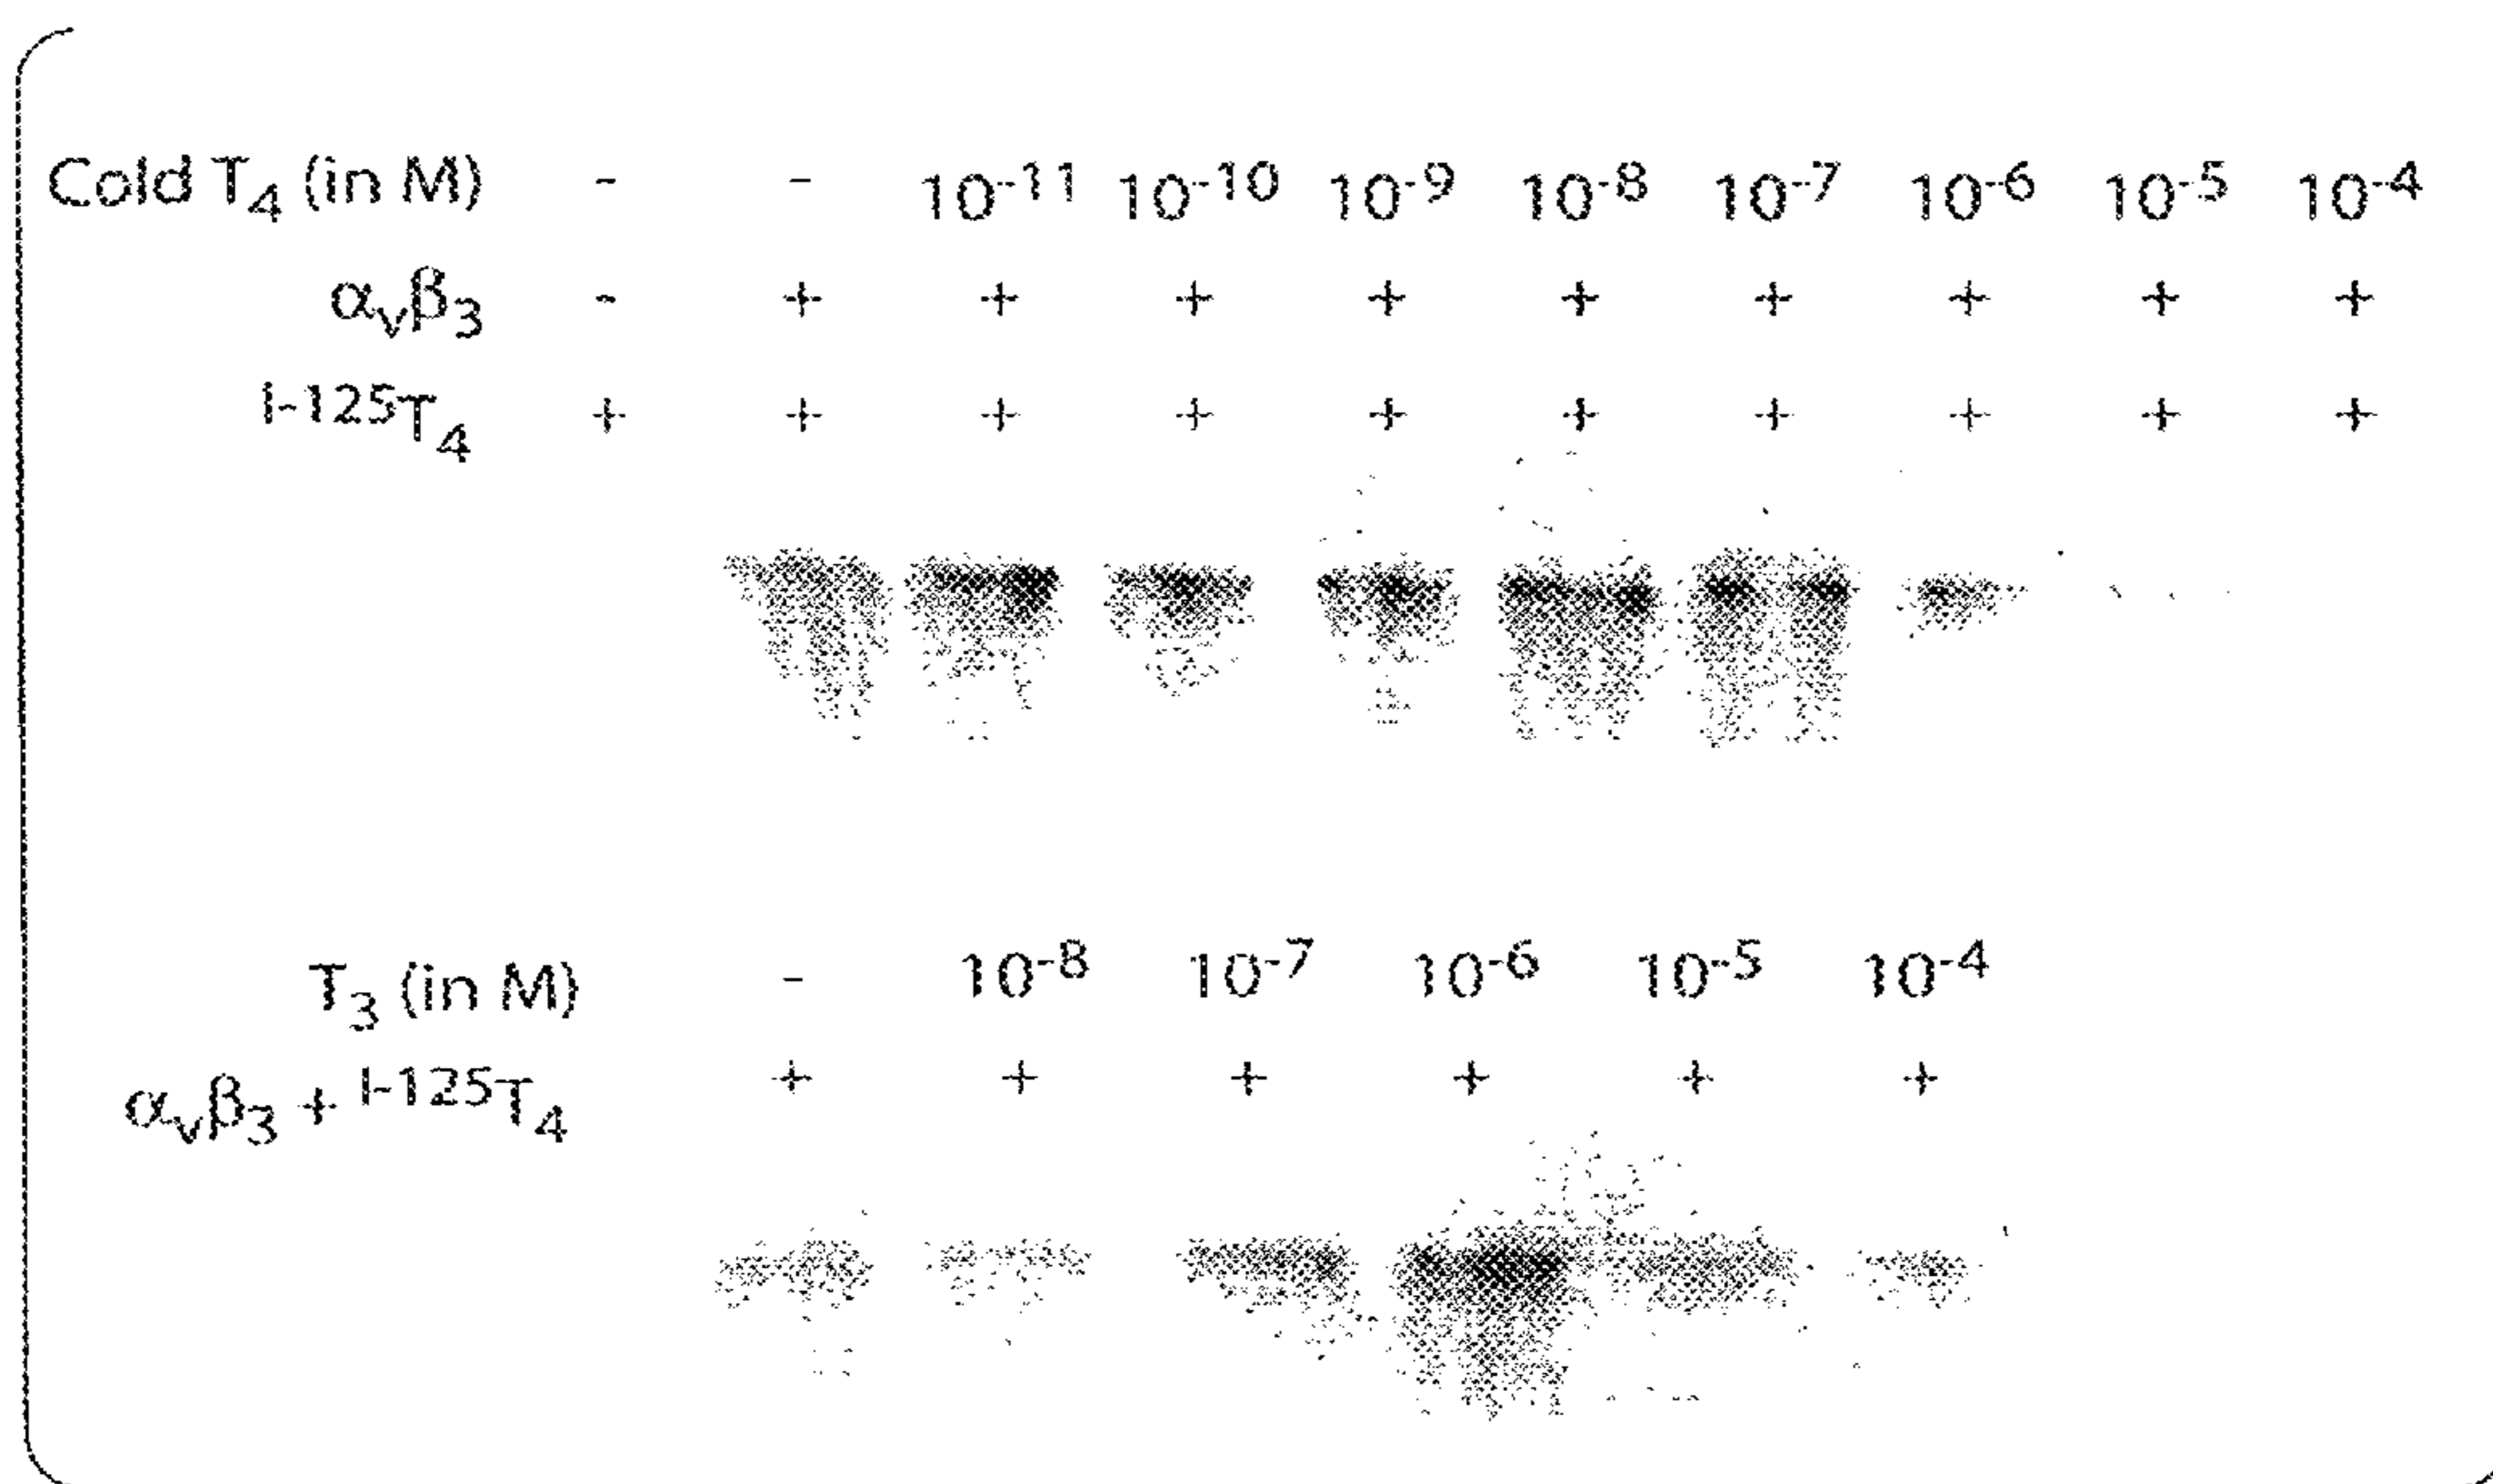 Cold T₄ (in M) - - 10⁻¹¹ 10⁻¹⁰ 10⁻⁹ 10⁻⁸ 10⁻⁷ 10⁻⁶ 10⁻⁵ 10⁻⁴
αᵥβ₃ - + + + + + + + + +
I-125T₄ + + + + + + + + + +
T₃ (in M) - 10⁻⁸ 10⁻⁷ 10⁻⁶ 10⁻⁵ 10⁻⁴
αᵥβ₃ + I-125T₄ + + + + + +